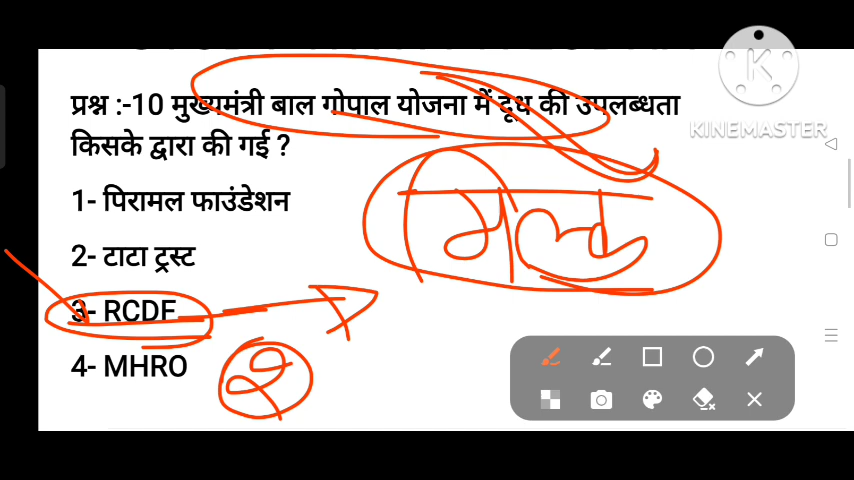 KINEMASTER
प्रश्न :-10 मुख्यमंत्री बाल गोपाल योजना में दूध की उपलब्धता
किसके द्वारा की गई ?
1- पिरामल फाउंडेशन
2- टाटा ट्रस्ट
3- RCDF
4- MHRO